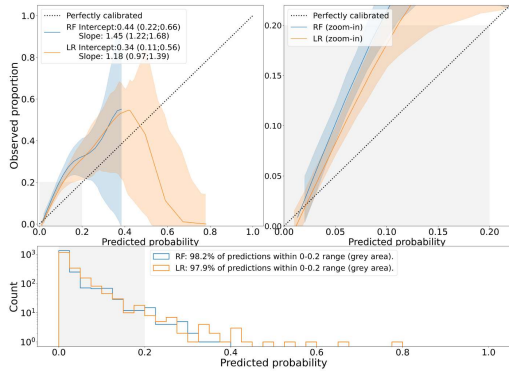 Perfectly calibrated
RF Intercept:0.44 (0.22;0.66)
Slope: 1.45 (1.22;1.68)
LR Intercept:0.34 (0.11;0.56)
Slope: 1.18 (0.97;1.39)
Observed proportion
1.0
0.8
0.6
0.4
0.2
0.0
0.0 0.2 0.4 0.6 0.8 1.0
Predicted probability
Perfectly calibrated
RF (zoom-in)
LR (zoom-in)
0.20
0.15
0.10
0.05
0.00
0.00 0.05 0.10 0.15 0.20
Predicted probability
RF: 98.2% of predictions within 0-0.2 range (grey area).
LR: 97.9% of predictions within 0-0.2 range (grey area).
Count
10³
10²
10¹
10⁰
0.0 0.2 0.4 0.6 0.8 1.0
Predicted probability